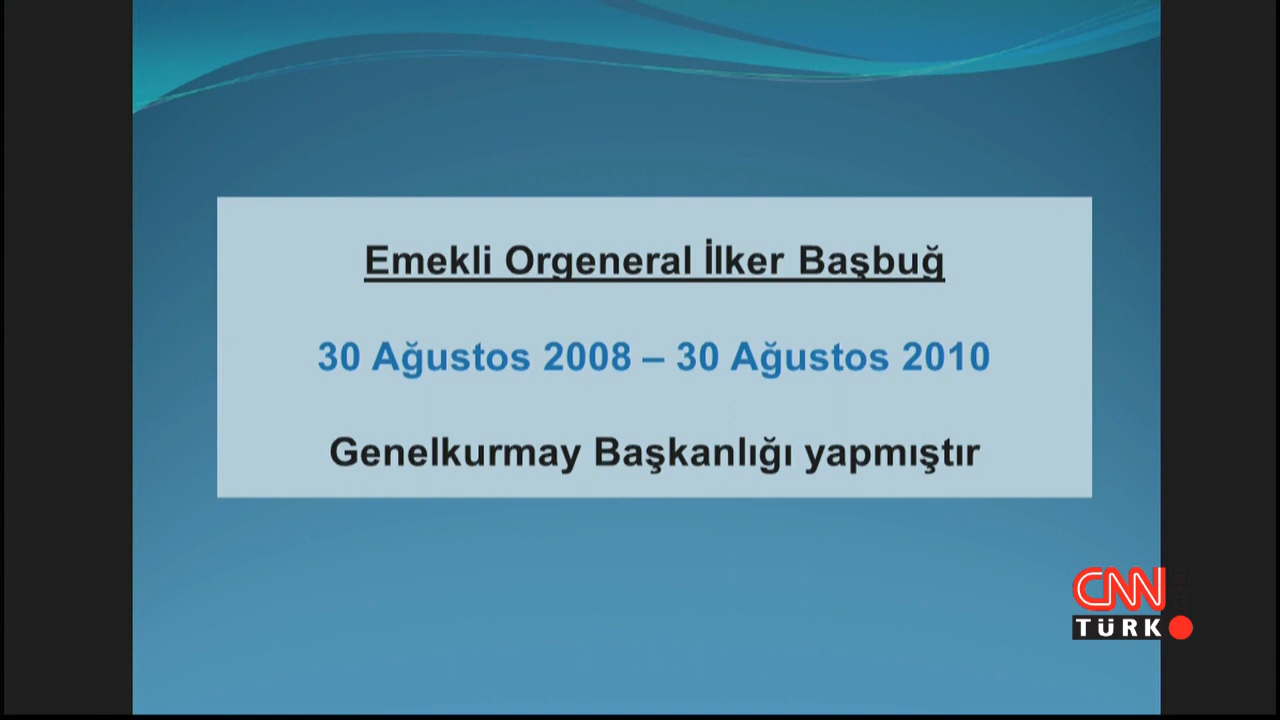 Emekli Orgeneral İlker Başbuğ
30 Ağustos 2008 – 30 Ağustos 2010
Genelkurmay Başkanlığı yapmıştır
CNN
TÜRK